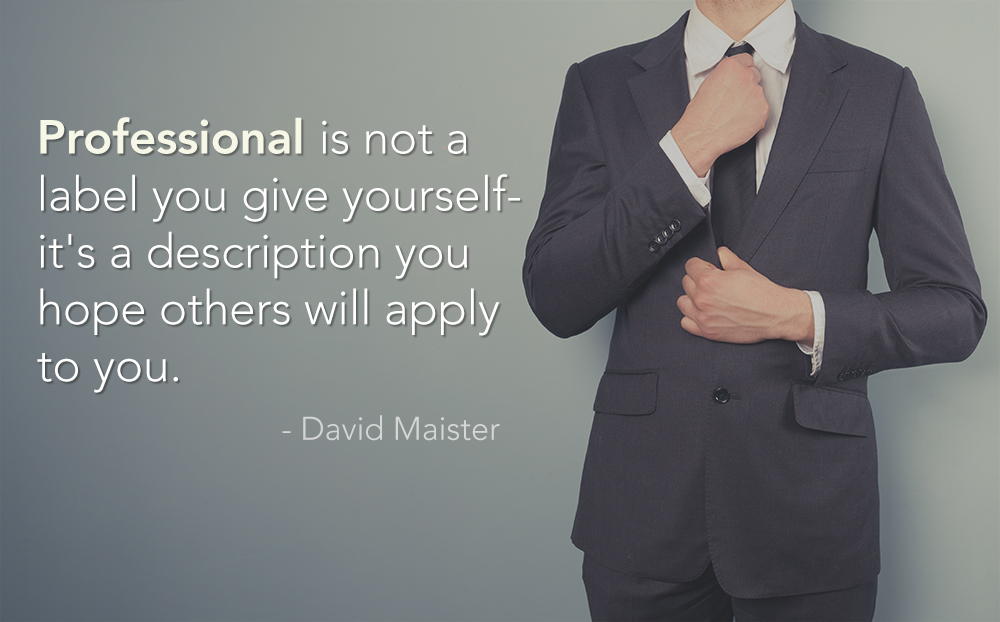 Professional is not a
label you give yourself-
it's a description you
hope others will apply
to you.
- David Maister